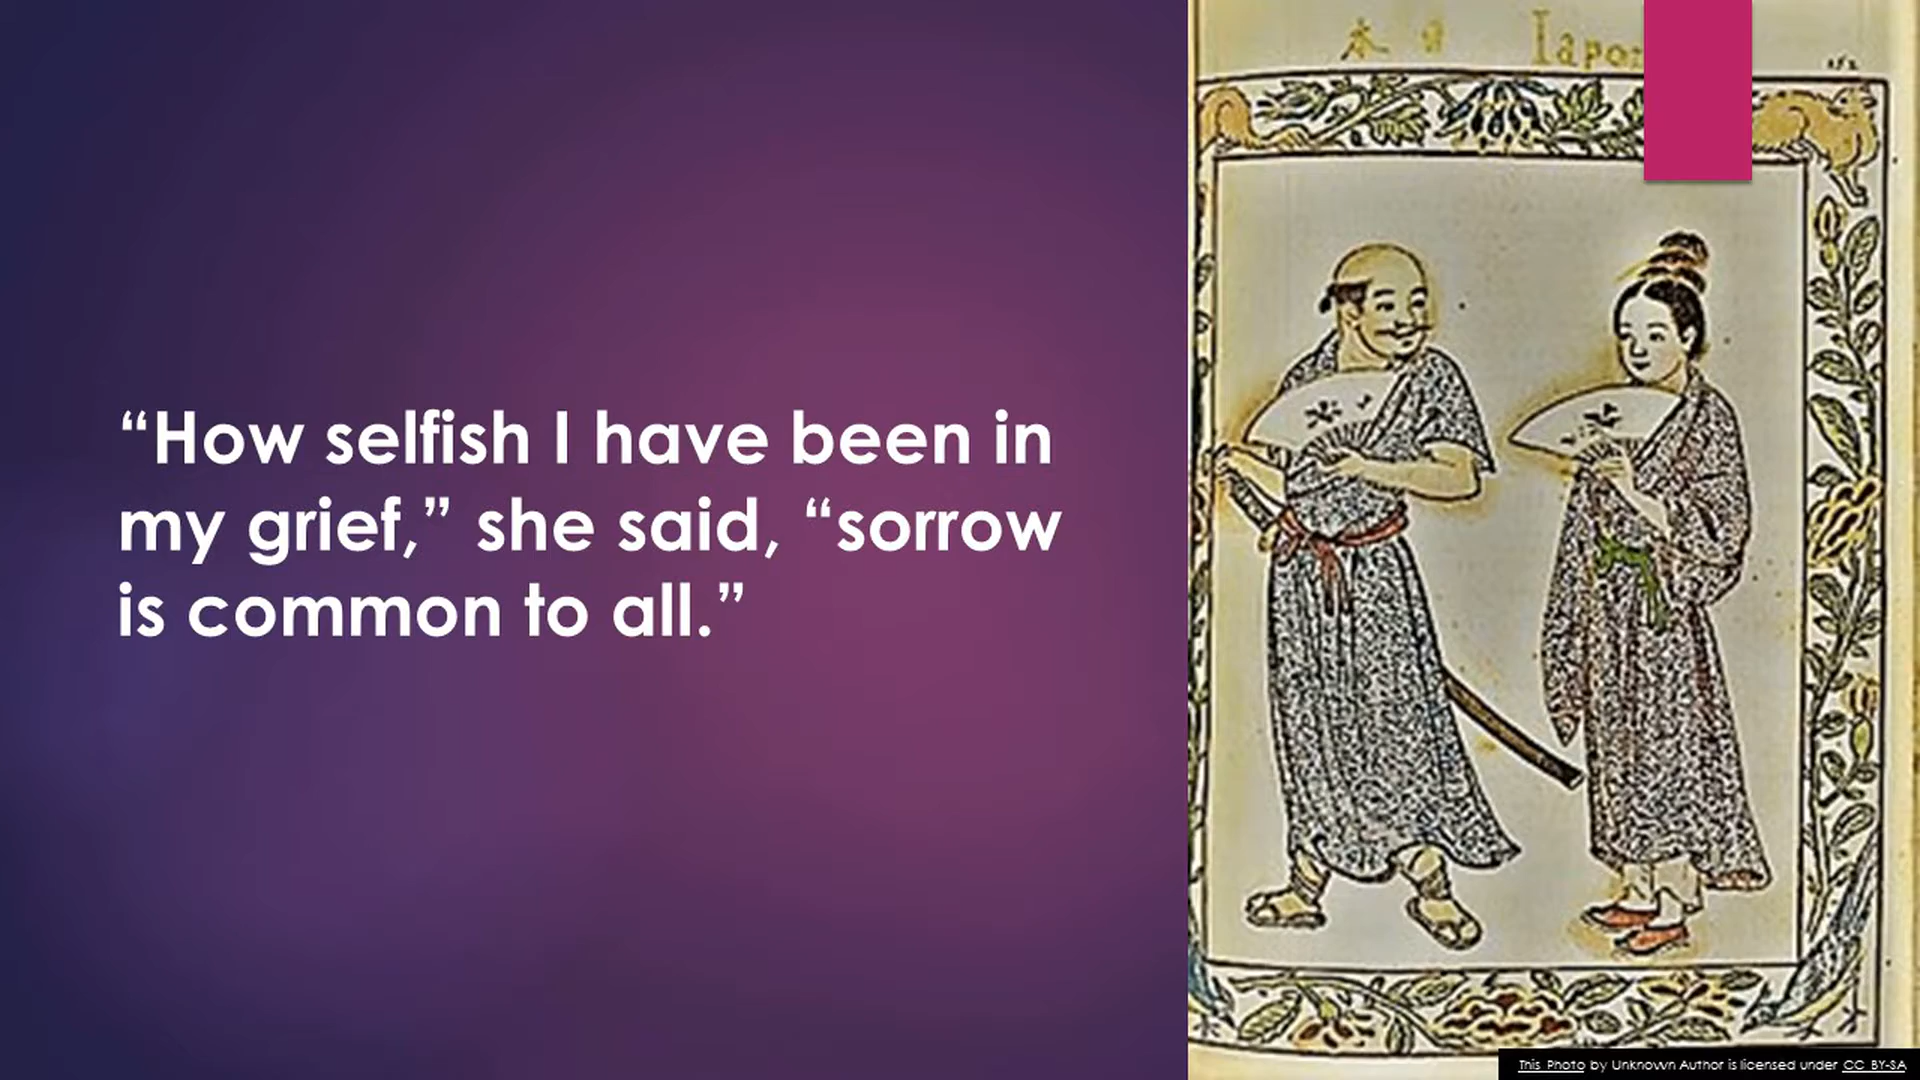 “How selfish I have been in
my grief,” she said, “sorrow
is common to all.”
本 日 Iapo
This Photo by Unknown Author is licensed under CC BY-SA